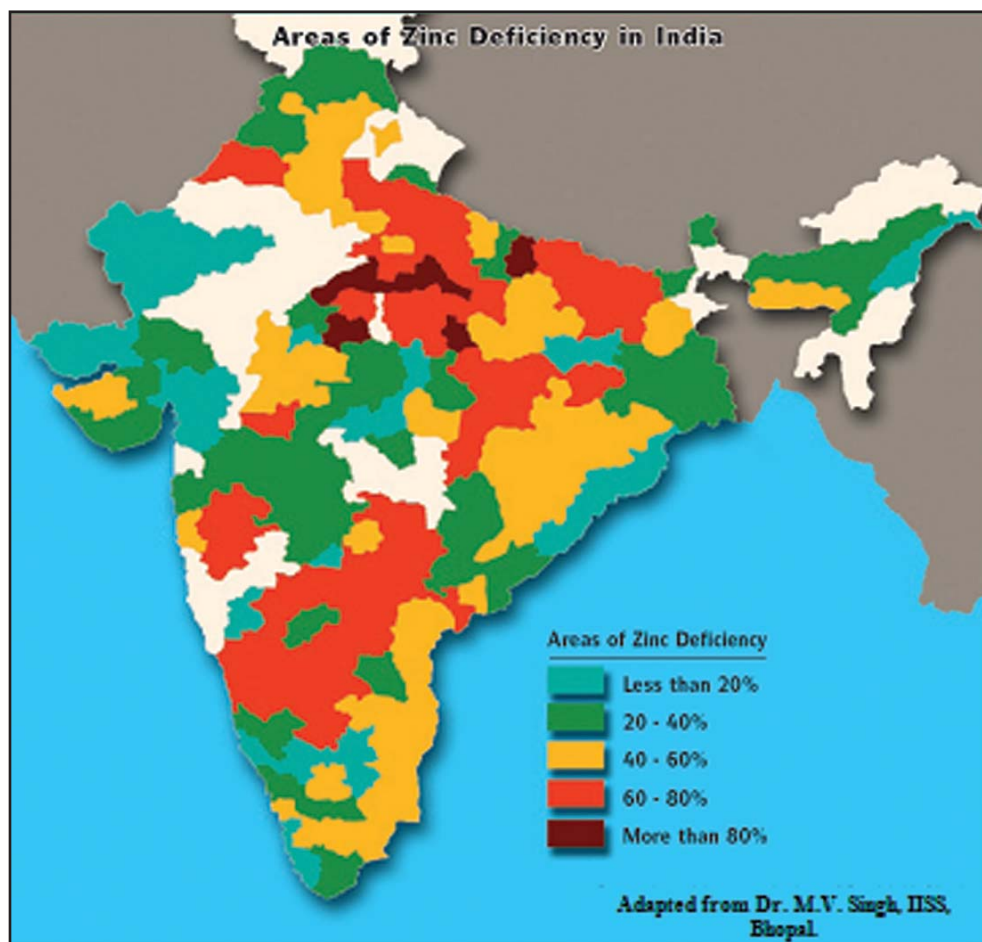 Areas of Zinc Deficiency in India
Areas of Zinc Deficiency
Less than 20%
20 - 40%
40 - 60%
60 - 80%
More than 80%
Adapted from Dr. M.V. Singh, IISS,
Bhopal.